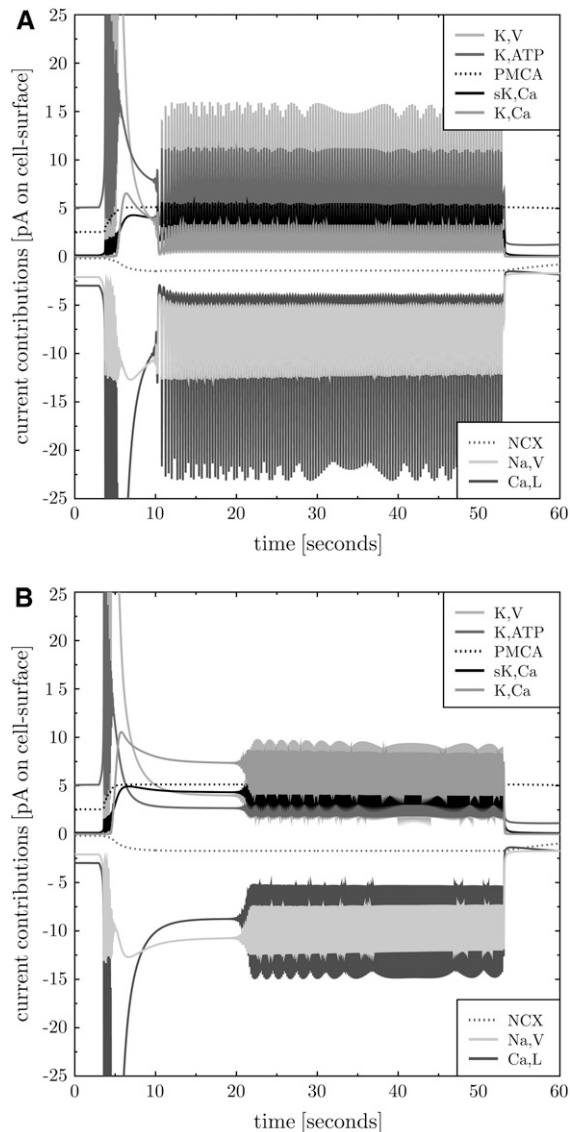 A
current contributions [pA on cell-surface]
25
20
15
10
5
0
- 5
-10
-15
-20
-25
K,V
K,ATP
PMCA
sK,Ca
K,Ca
NCX
Na,V
Ca,L
0
10
20
30
40
50
60
time [seconds]
B
current contributions [pA on cell-surface]
25
20
15
10
5
0
- 5
-10
-15
-20
-25
K,V
K,ATP
PMCA
sK,Ca
K,Ca
NCX
Na,V
Ca,L
0
10
20
30
40
50
60
time [seconds]